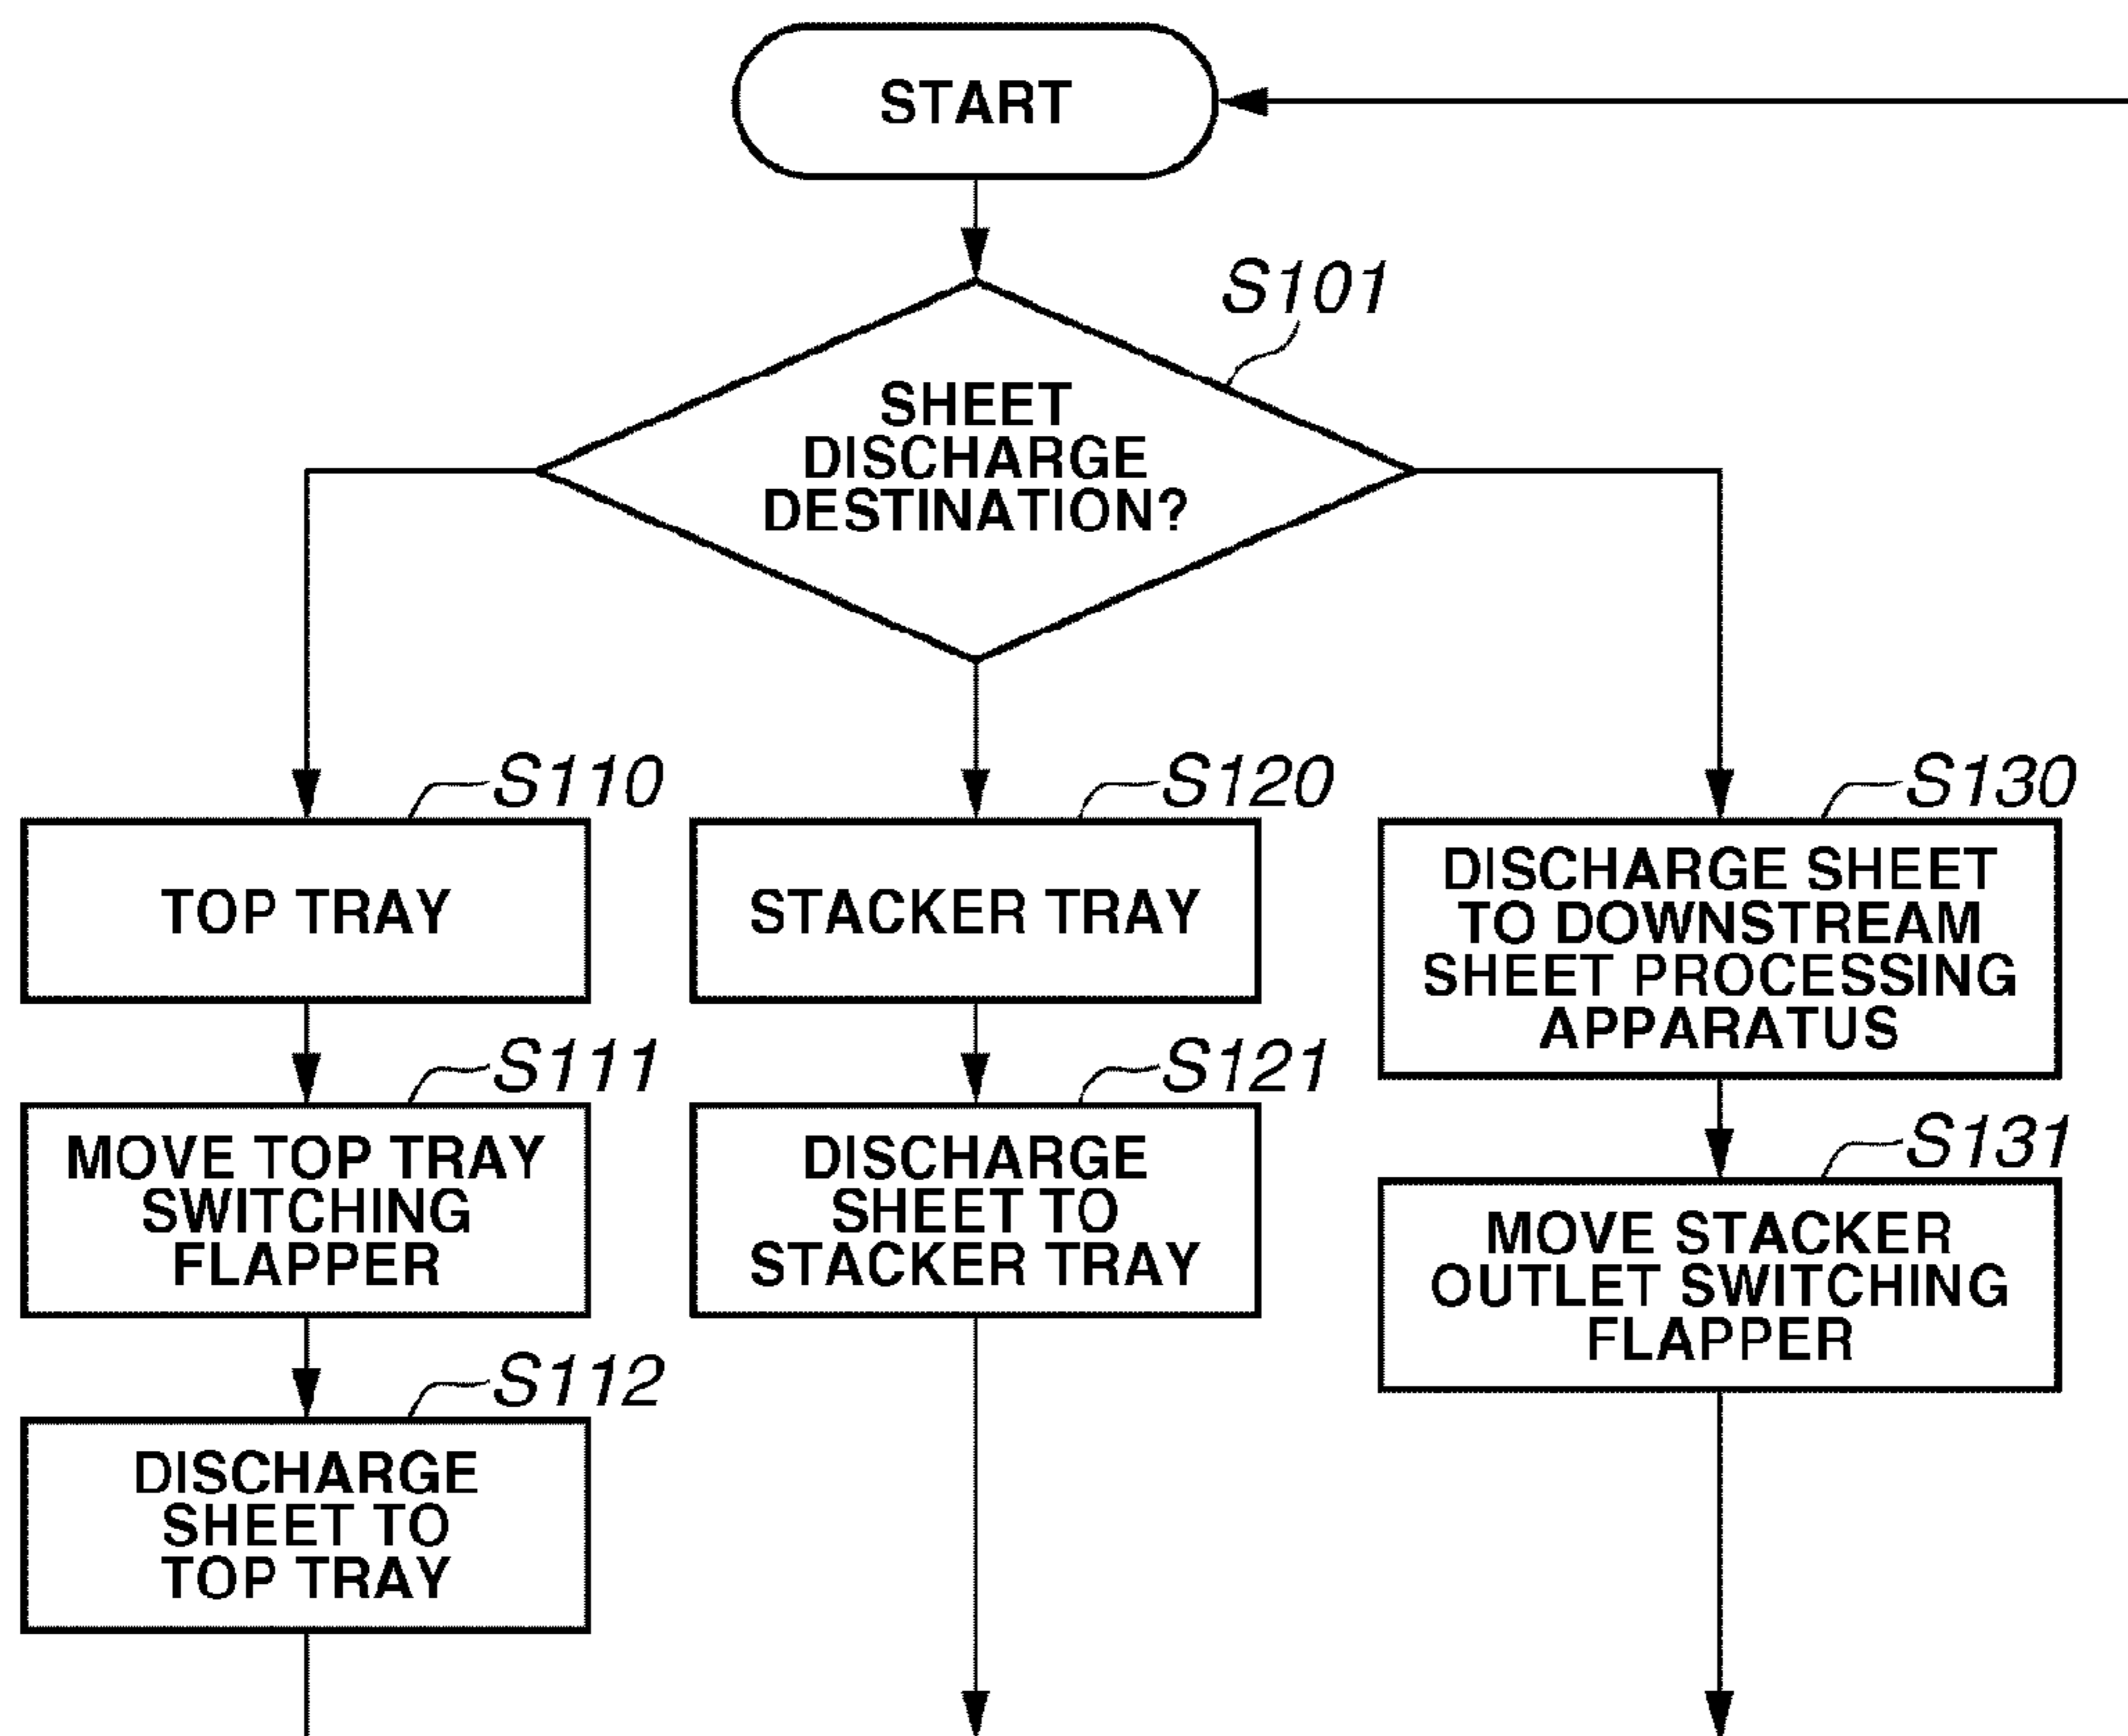 START
S101
SHEET
DISCHARGE
DESTINATION?
S110
TOP TRAY
S120
STACKER TRAY
S130
DISCHARGE SHEET
TO DOWNSTREAM
SHEET PROCESSING
APPARATUS
S111
MOVE TOP TRAY
SWITCHING
FLAPPER
S121
DISCHARGE
SHEET TO
STACKER TRAY
S131
MOVE STACKER
OUTLET SWITCHING
FLAPPER
S112
DISCHARGE
SHEET TO
TOP TRAY